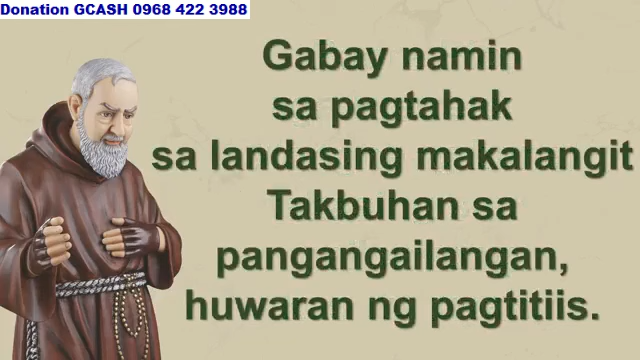 Donation GCASH 0968 422 3988
Gabay namin
sa pagtahak
sa landasing makalangit
Takbuhan sa
pangangailangan,
huwaran ng pagtitiis.